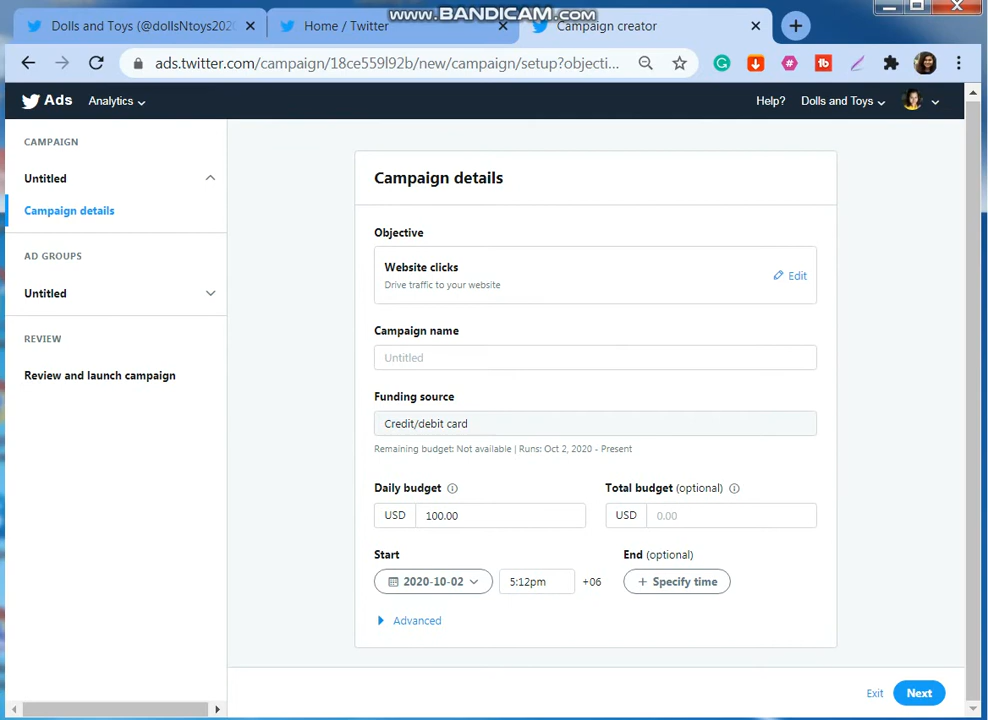 www.BANDICAM.com
Dolls and Toys (@dollsNtoys202
Home / Twitter
Campaign creator
ads.twitter.com/campaign/18ce559l92b/new/campaign/setup?objecti...
Ads
Analytics
Help?
Dolls and Toys
CAMPAIGN
Untitled
Campaign details
AD GROUPS
Untitled
REVIEW
Review and launch campaign
Campaign details
Objective
Website clicks
Drive traffic to your website
Edit
Campaign name
Untitled
Funding source
Credit/debit card
Remaining budget: Not available | Runs: Oct 2, 2020 - Present
Daily budget
Total budget (optional)
USD 100.00
USD 0.00
Start
End (optional)
2020-10-02 5:12pm +06
+ Specify time
Advanced
Exit
Next